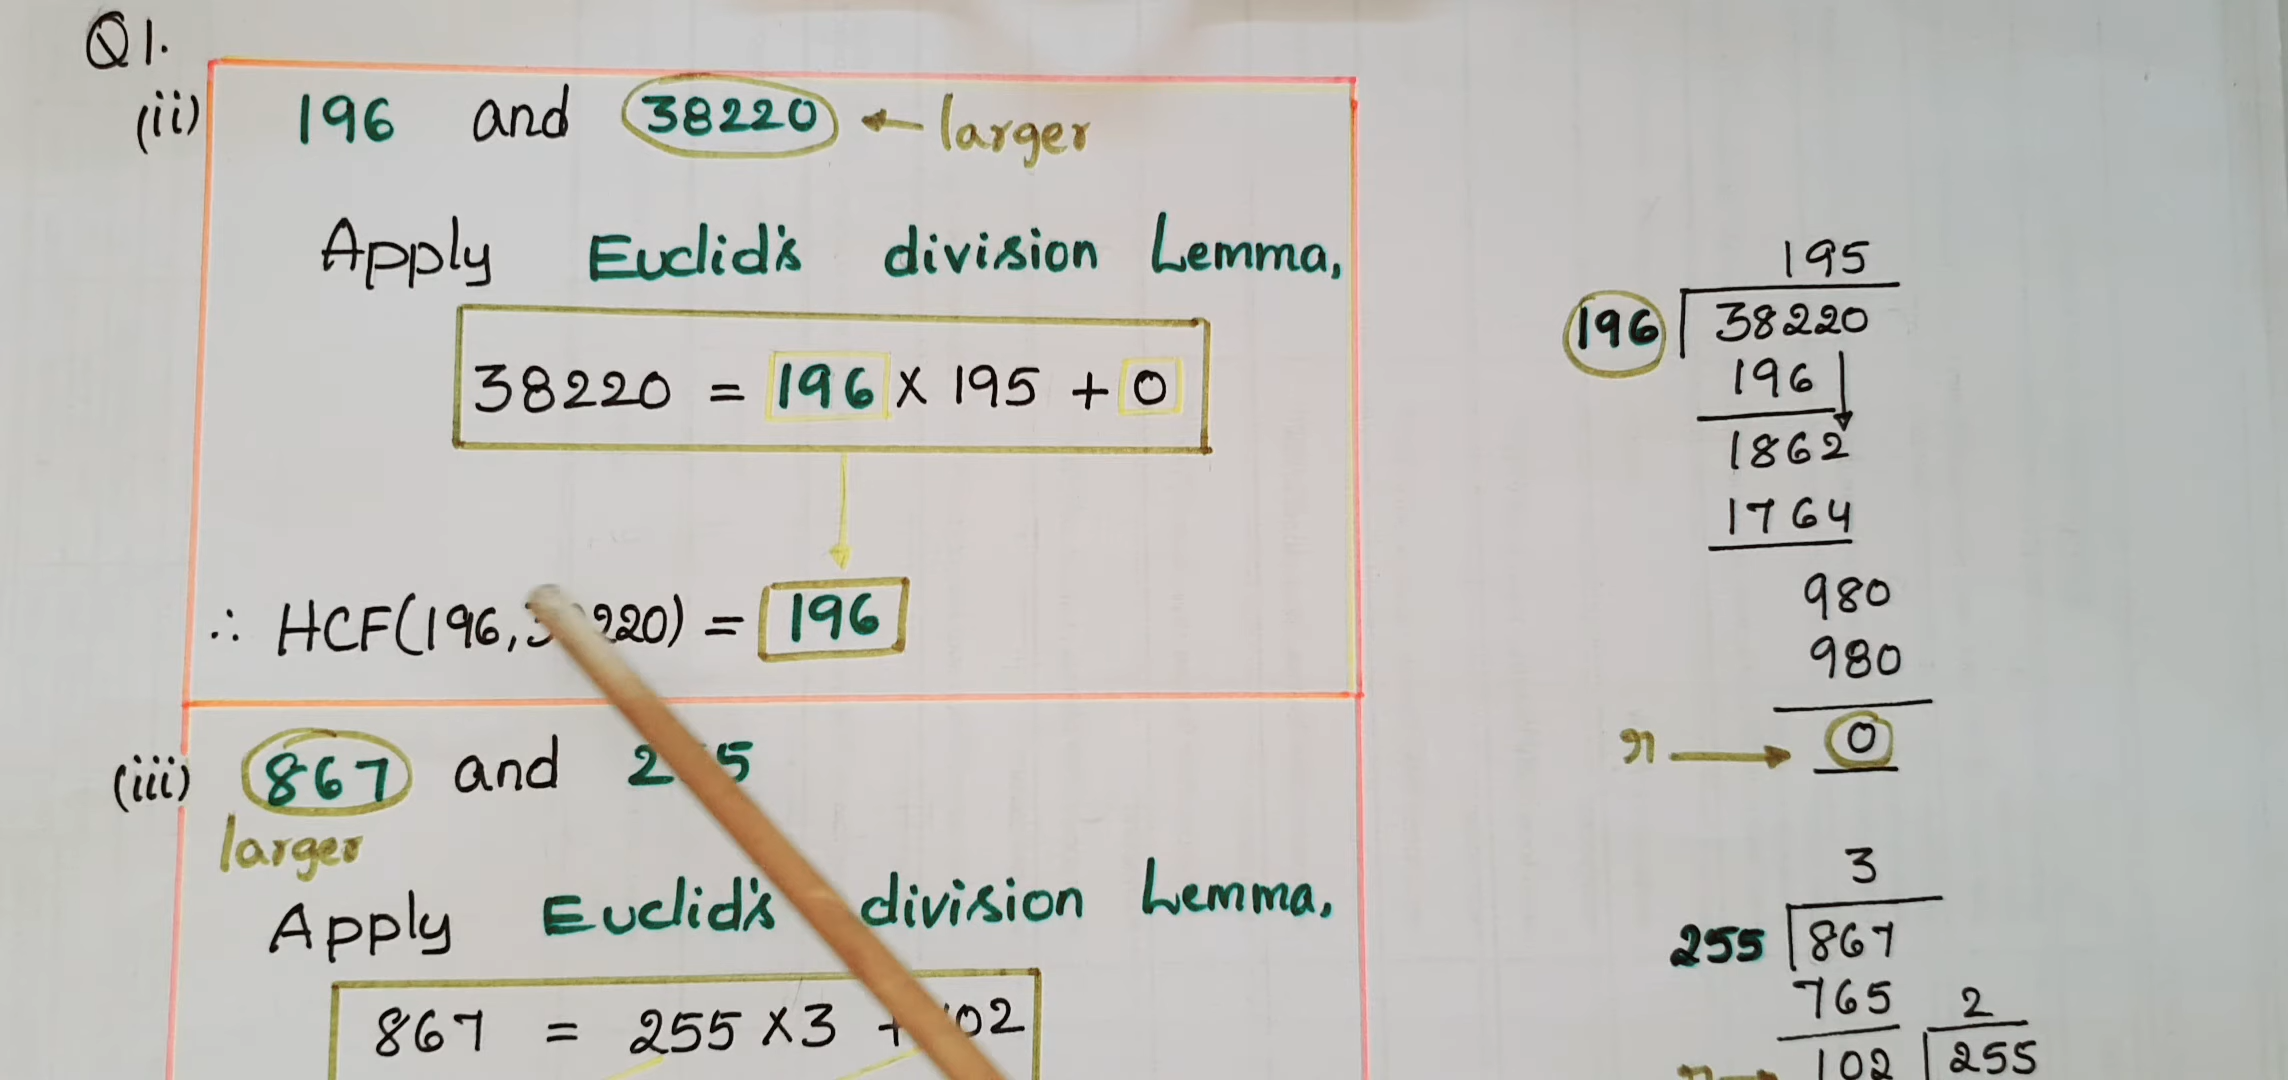 Q1.
(ii) 196 and 38220 ← larger
Apply Euclid's division Lemma,
38220 = 196 × 195 + 0
∴ HCF(196, 220) = 196
(iii) 867 and
larger
Apply Euclid's division Lemma,
867 = 255 × 3 +
195
196 38220
196
1862
1764
980
980
r → 0
3
255 867
765
2
102 255